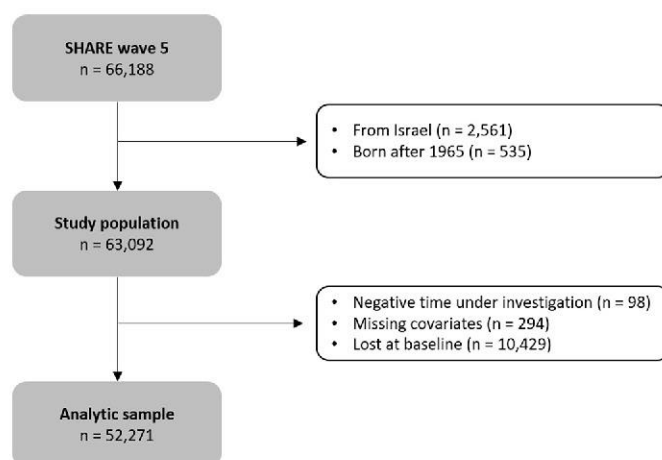 SHARE wave 5
n = 66,188
• From Israel (n = 2,561)
• Born after 1965 (n = 535)
Study population
n = 63,092
• Negative time under investigation (n = 98)
• Missing covariates (n = 294)
• Lost at baseline (n = 10,429)
Analytic sample
n = 52,271